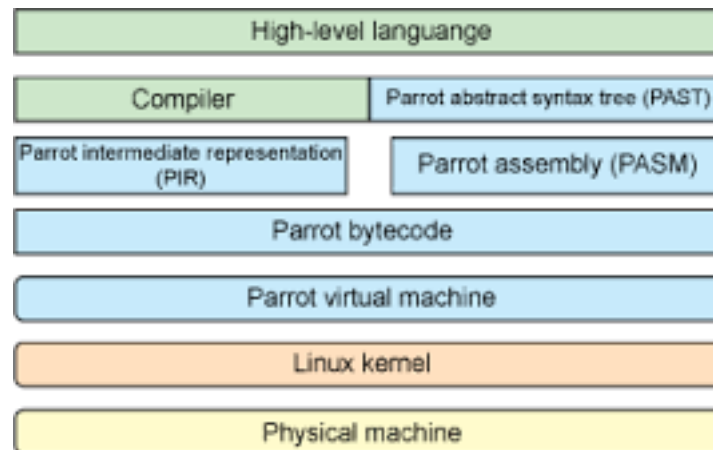 High-level languange
Compiler
Parrot abstract syntax tree (PAST)
Parrot intermediate representation
(PIR)
Parrot assembly (PASM)
Parrot bytecode
Parrot virtual machine
Linux kernel
Physical machine